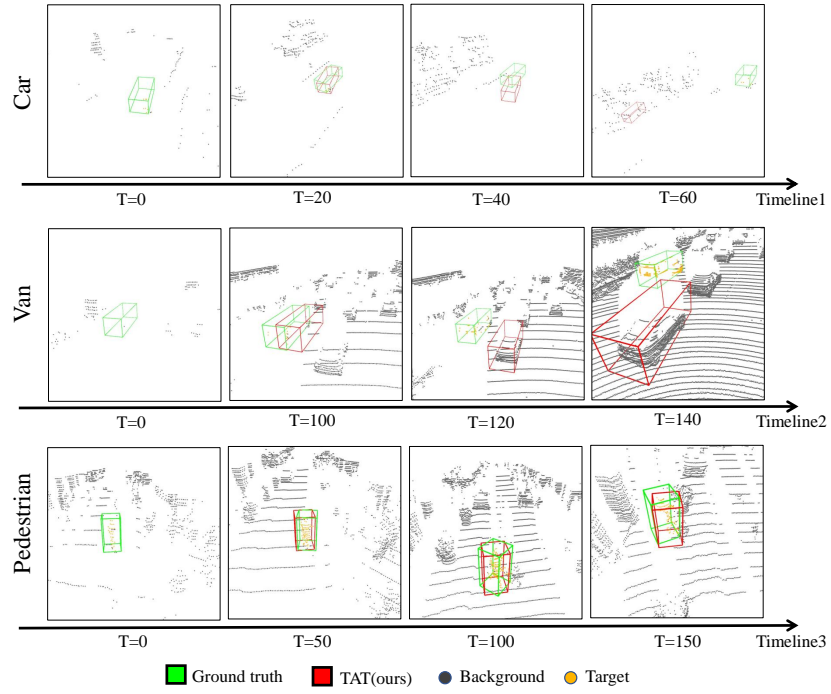 Car
T=0
T=20
T=40
T=60
Timeline1
Van
T=0
T=100
T=120
T=140
Timeline2
Pedestrian
T=0
T=50
T=100
T=150
Timeline3
Ground truth
TAT(ours)
Background
Target